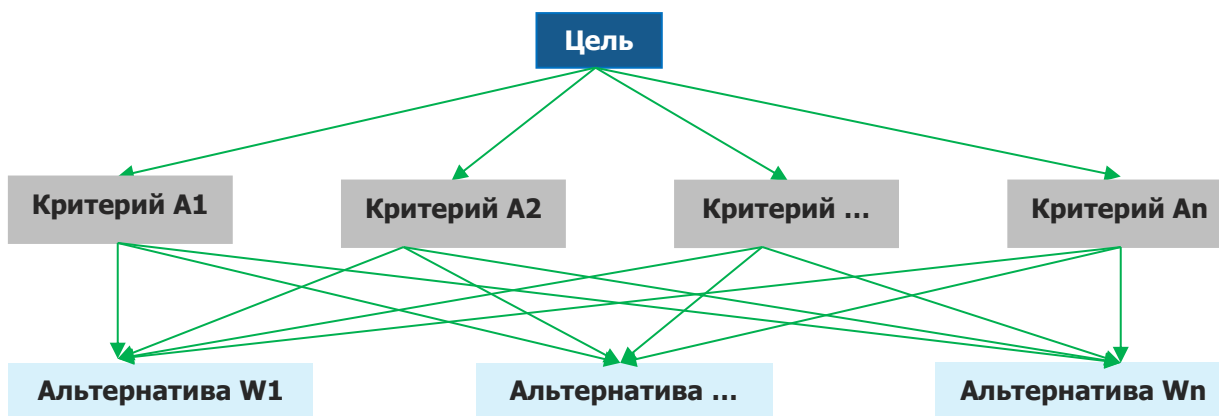 Цель
Критерий А1
Критерий А2
Критерий ...
Критерий Аn
Альтернатива W1
Альтернатива ...
Альтернатива Wn